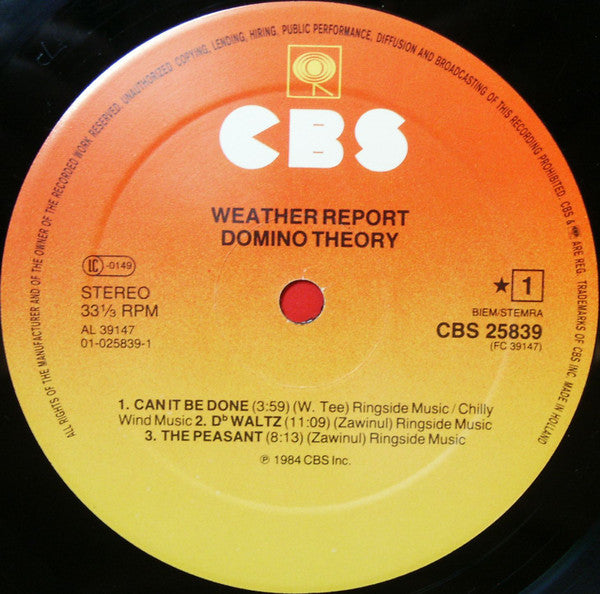 ALL RIGHTS OF THE MANUFACTURER AND OF THE OWNER OF THE RECORDED WORK RESERVED. UNAUTHORIZED COPYING, LENDING, HIRING, PUBLIC PERFORMANCE, DIFFUSION AND BROADCASTING OF THIS RECORDING PROHIBITED. CBS & ARE REG. TRADEMARKS OF CBS INC MADE IN HOLLAND
CBS
WEATHER REPORT
DOMINO THEORY
LC -0149
STEREO
33⅓ RPM
AL 39147
01-025839-1
★ 1
BIEM/STEMRA
CBS 25839
(FC 39147)
1. CAN IT BE DONE (3:59) (W. Tee) Ringside Music / Chilly
Wind Music 2. D♭ WALTZ (11:09) (Zawinul) Ringside Music
3. THE PEASANT (8:13) (Zawinul) Ringside Music
℗ 1984 CBS Inc.